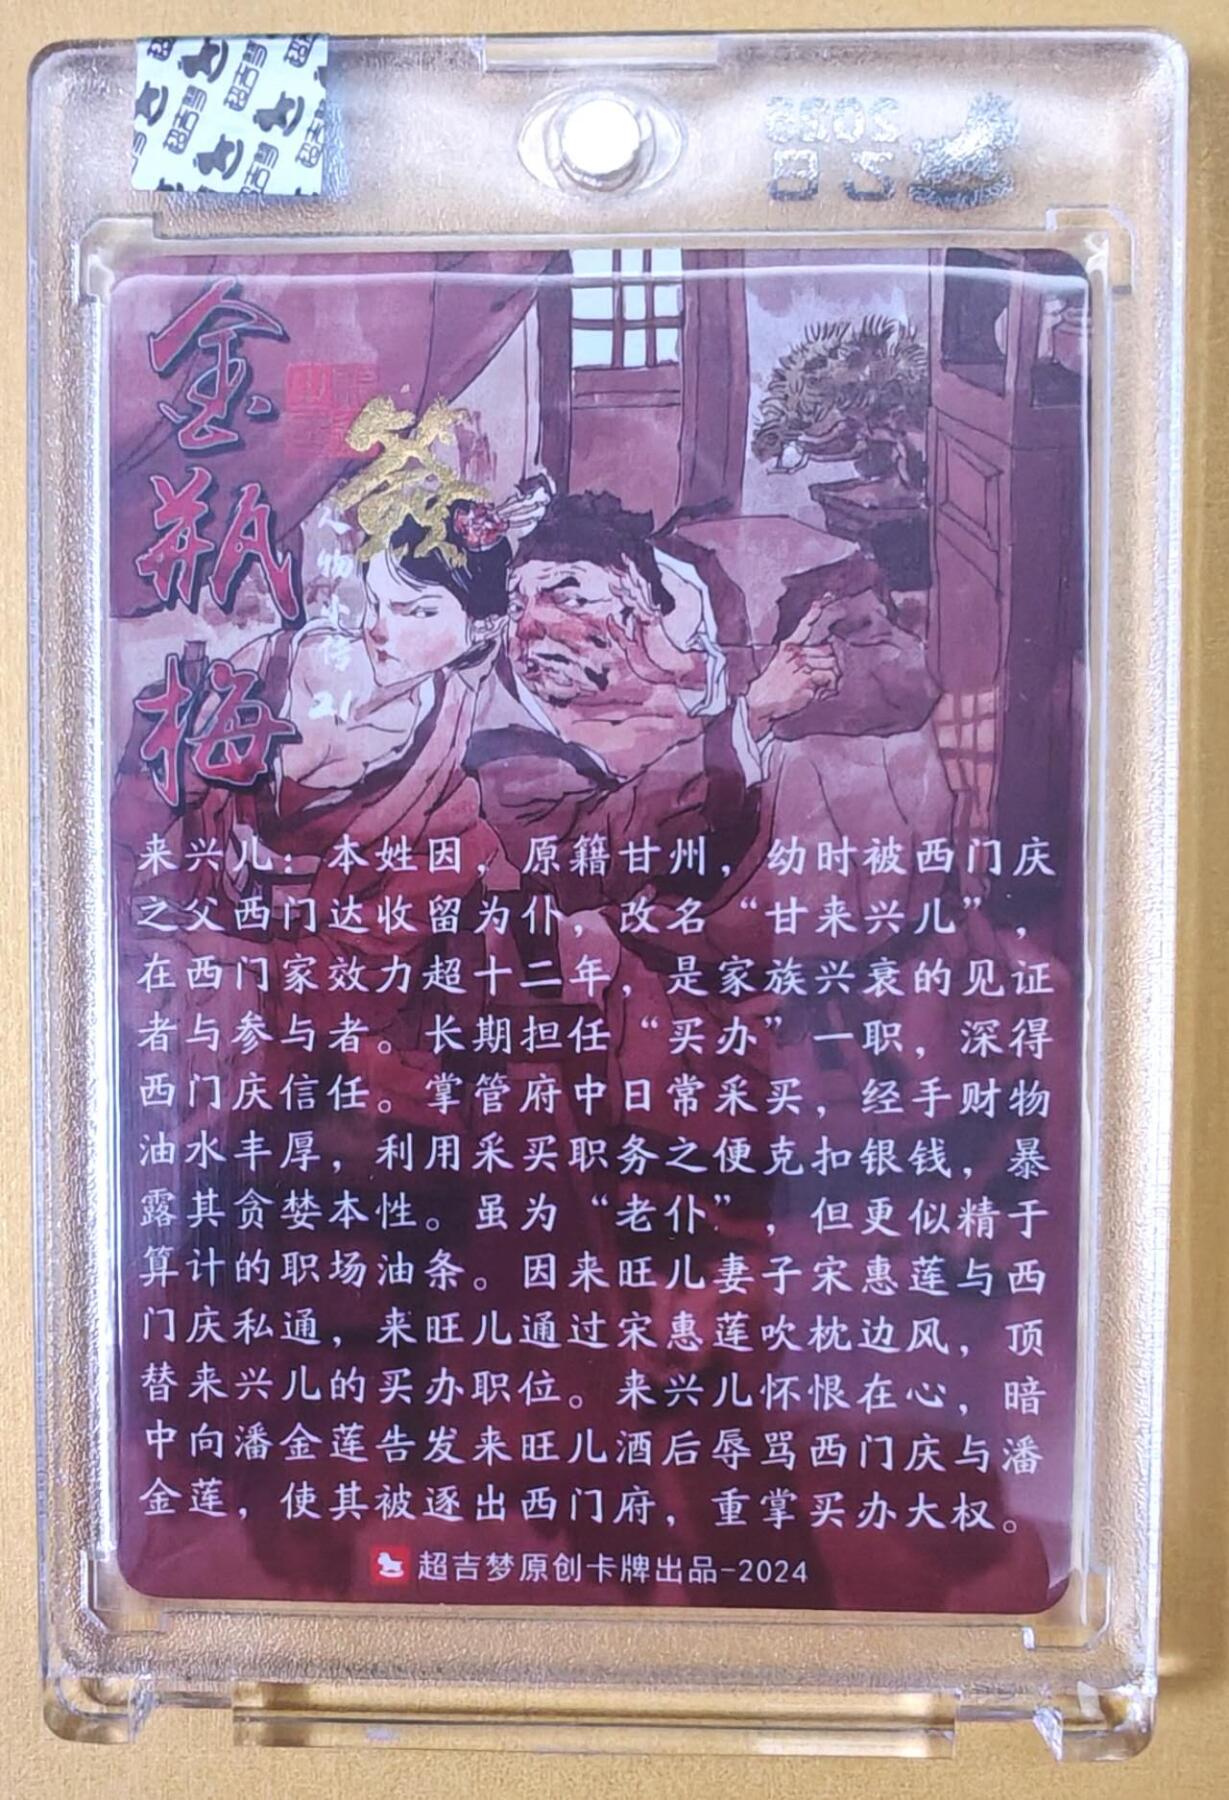 金瓶梅
人物小传
21
来兴儿：本姓因，原籍甘州，幼时被西门庆
之父西门达收留为仆，改名“甘来兴儿”，
在西门家效力超十二年，是家族兴衰的见证
者与参与者。长期担任“买办”一职，深得
西门庆信任。掌管府中日常采买，经手财物
油水丰厚，利用采买职务之便克扣银钱，暴
露其贪婪本性。虽为“老仆”，但更似精于
算计的职场油条。因来旺儿妻子宋惠莲与西
门庆私通，来旺儿通过宋惠莲吹枕边风，顶
替来兴儿的买办职位。来兴儿怀恨在心，暗
中向潘金莲告发来旺儿酒后辱骂西门庆与潘
金莲，使其被逐出西门府，重掌买办大权。
超吉梦原创卡牌出品-2024